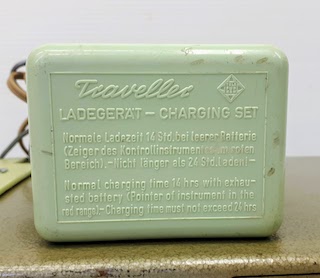 Traveller
LADEGERÄT – CHARGING SET
Normale Ladezeit 14 Std. bei leerer Batterie
(Zeiger des Kontrollinstrumentes im roten
Bereich).–Nicht länger als 24 Std. laden!–
Normal charging time 14 hrs with exhau-
sted battery (Pointer of instrument in the
red range)–Charging time must not exceed 24 hrs